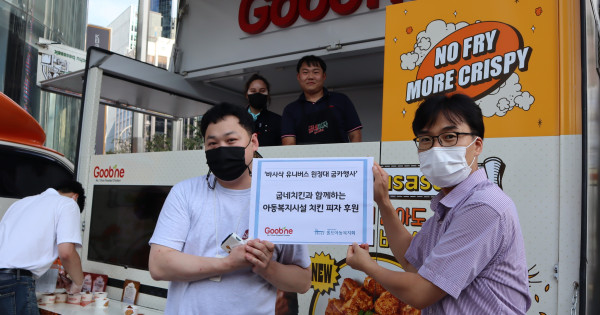 Goobne
NO FRY
MORE CRISPY
Goobne
'바사삭 유니버스 원정대 굽카행사'
굽네치킨과 함께하는
아동복지시설 치킨 피자 후원
Goobne
NEW